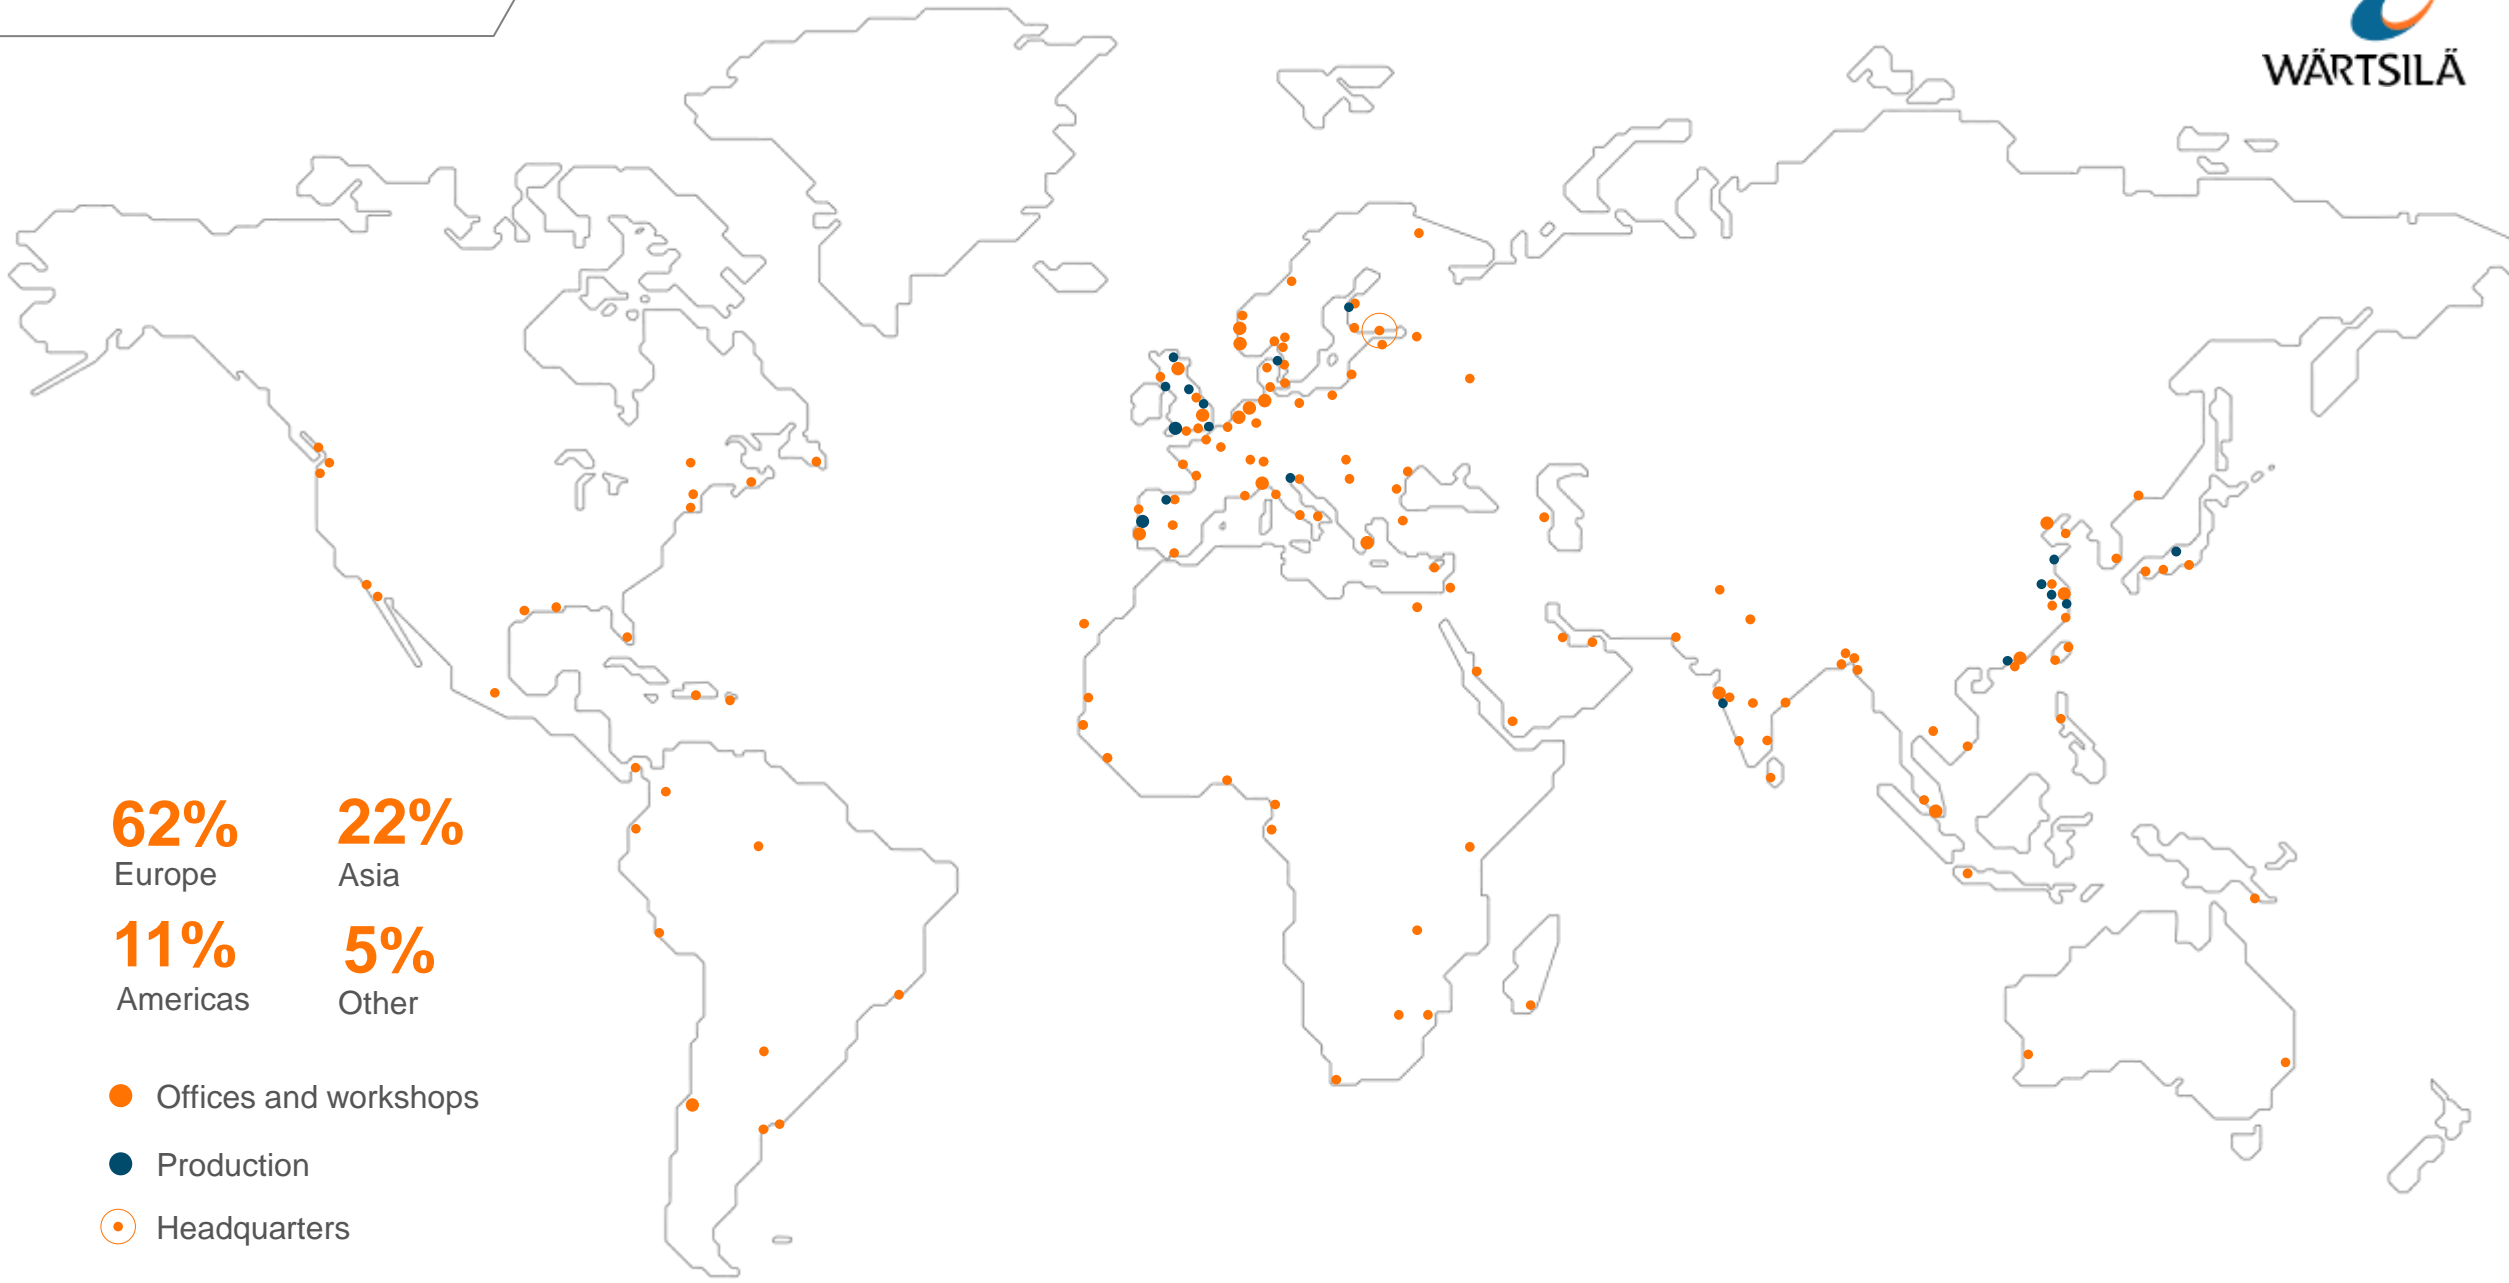 WÄRTSILÄ
62%
Europe
22%
Asia
11%
Americas
5%
Other
Offices and workshops
Production
Headquarters